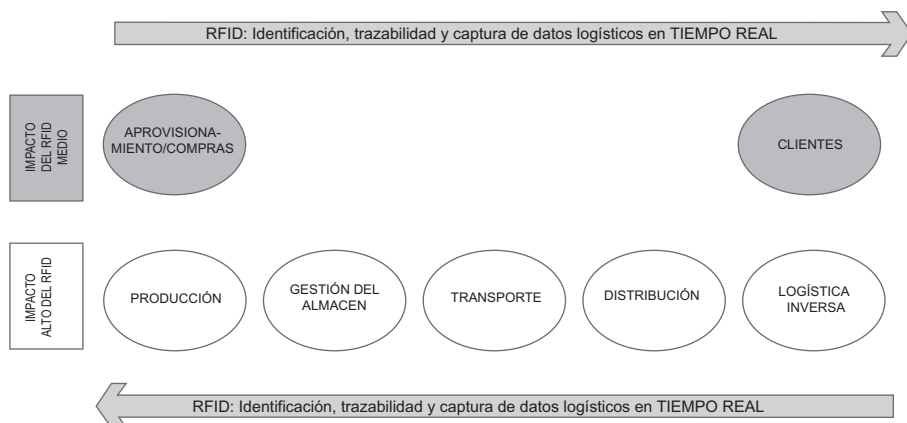 RFID: Identificación, trazabilidad y captura de datos logísticos en TIEMPO REAL
IMPACTO
DEL RFID
MEDIO
APROVISIONA-
MIENTO/COMPRAS
CLIENTES
IMPACTO
ALTO DEL RFID
PRODUCCIÓN
GESTIÓN DEL
ALMACEN
TRANSPORTE
DISTRIBUCIÓN
LOGÍSTICA
INVERSA
RFID: Identificación, trazabilidad y captura de datos logísticos en TIEMPO REAL